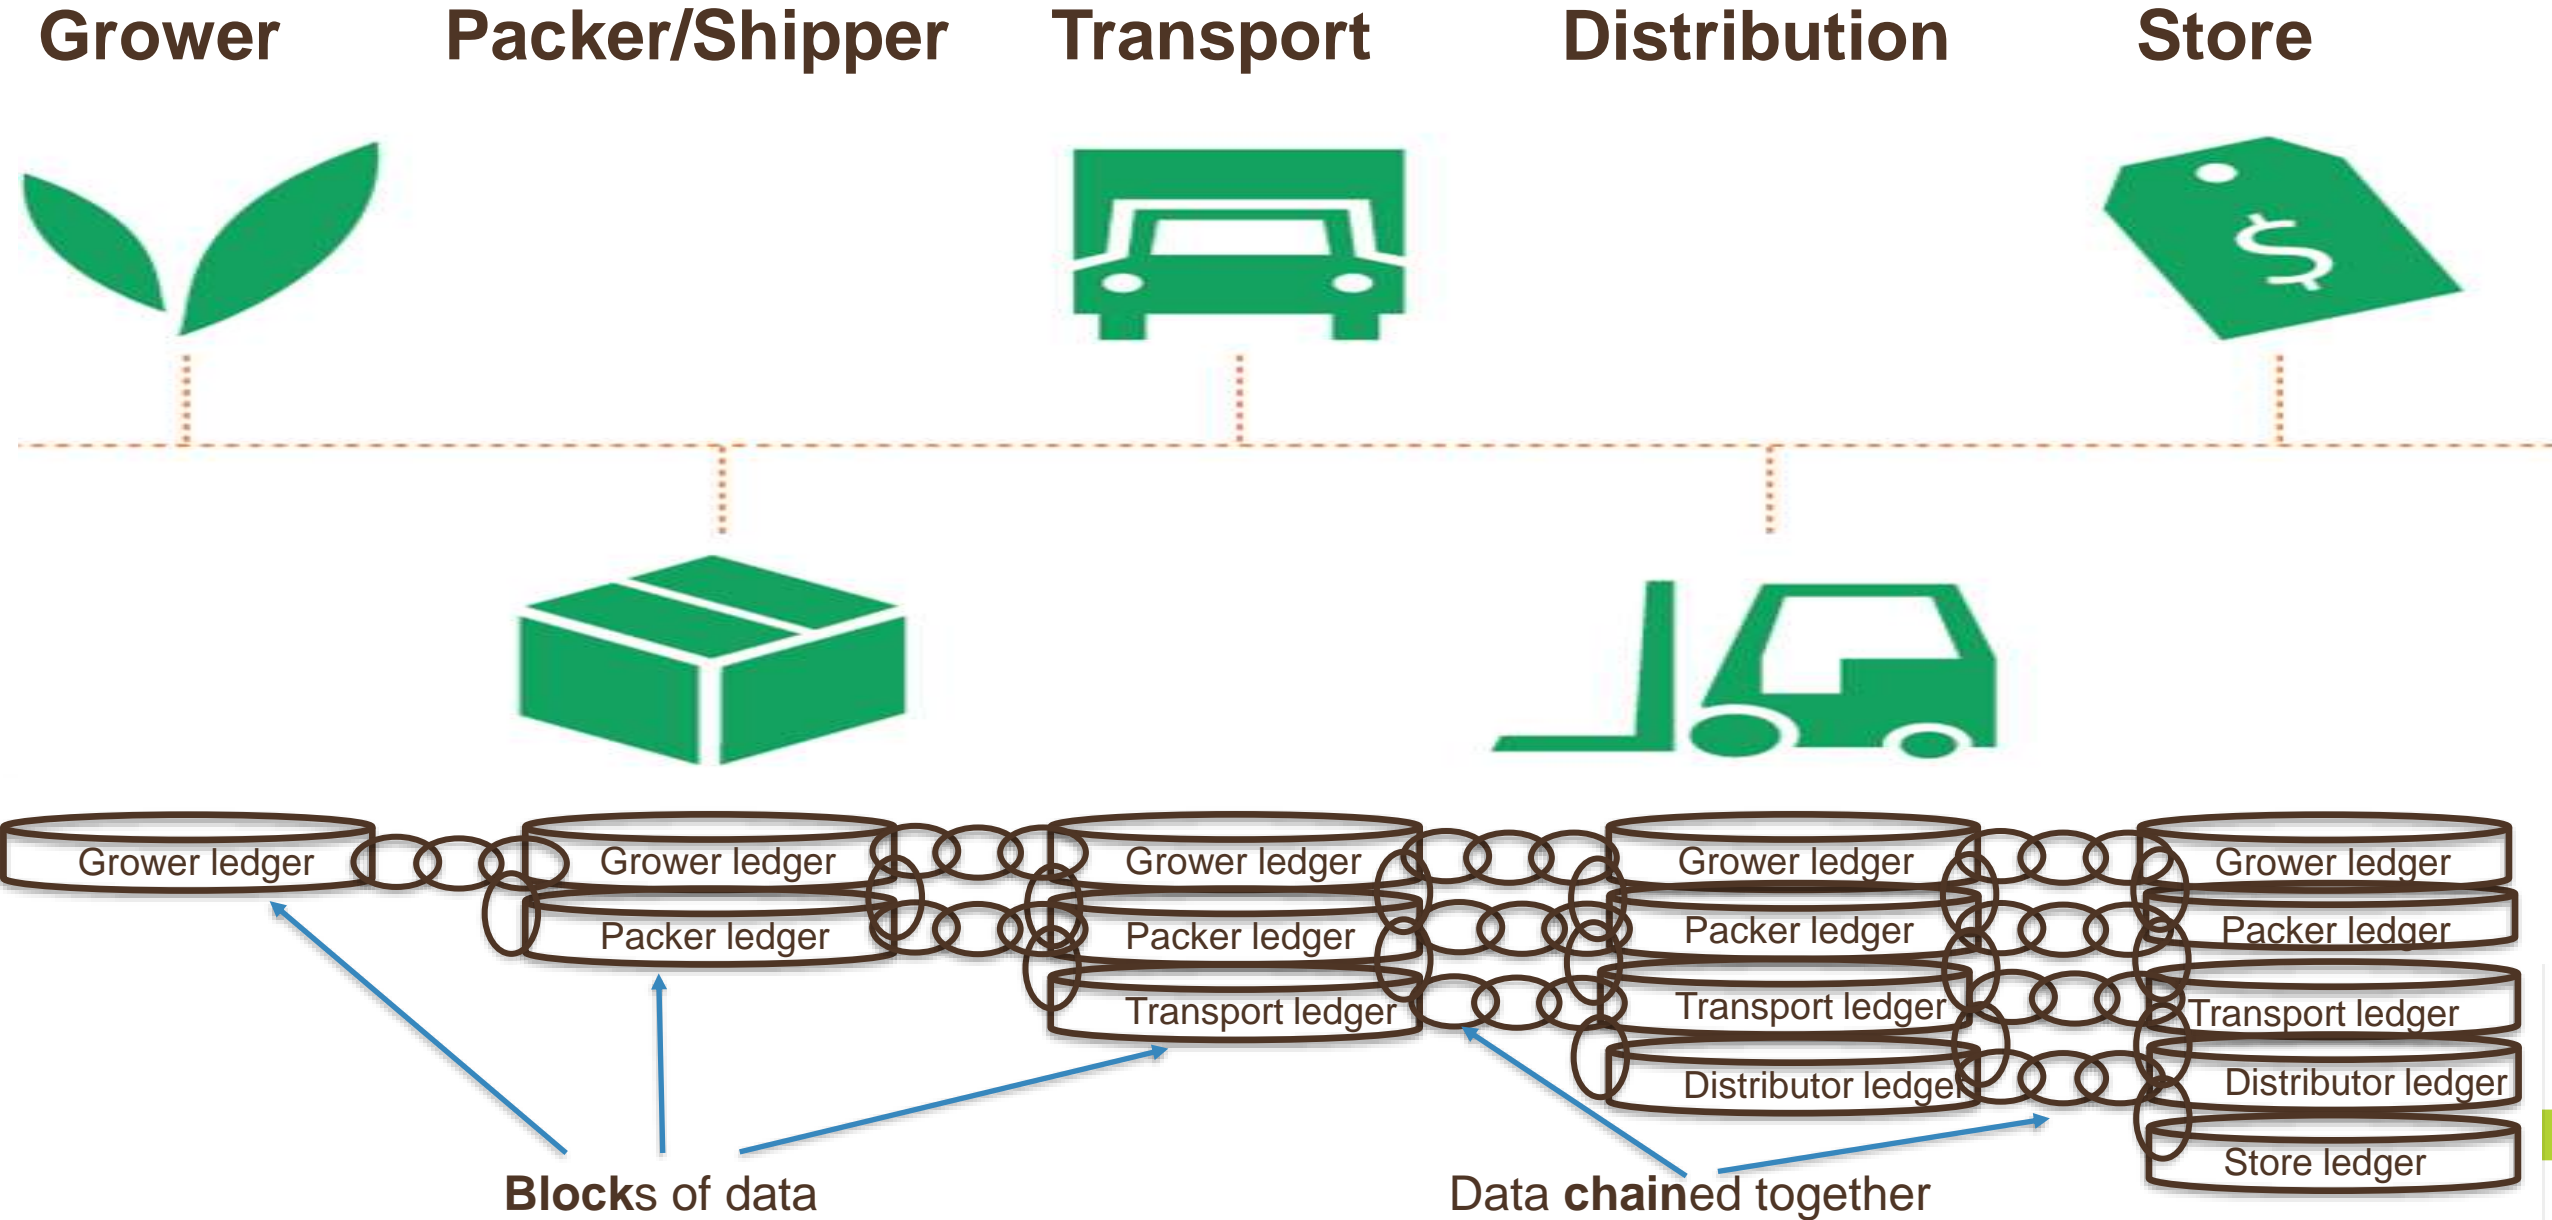 Grower Packer/Shipper Transport Distribution Store
$
Grower ledger Grower ledger Grower ledger Grower ledger Grower ledger
Packer ledger Packer ledger Packer ledger Packer ledger
Transport ledger Transport ledger Transport ledger
Distributor ledger Distributor ledger
Store ledger
Blocks of data Data chained together